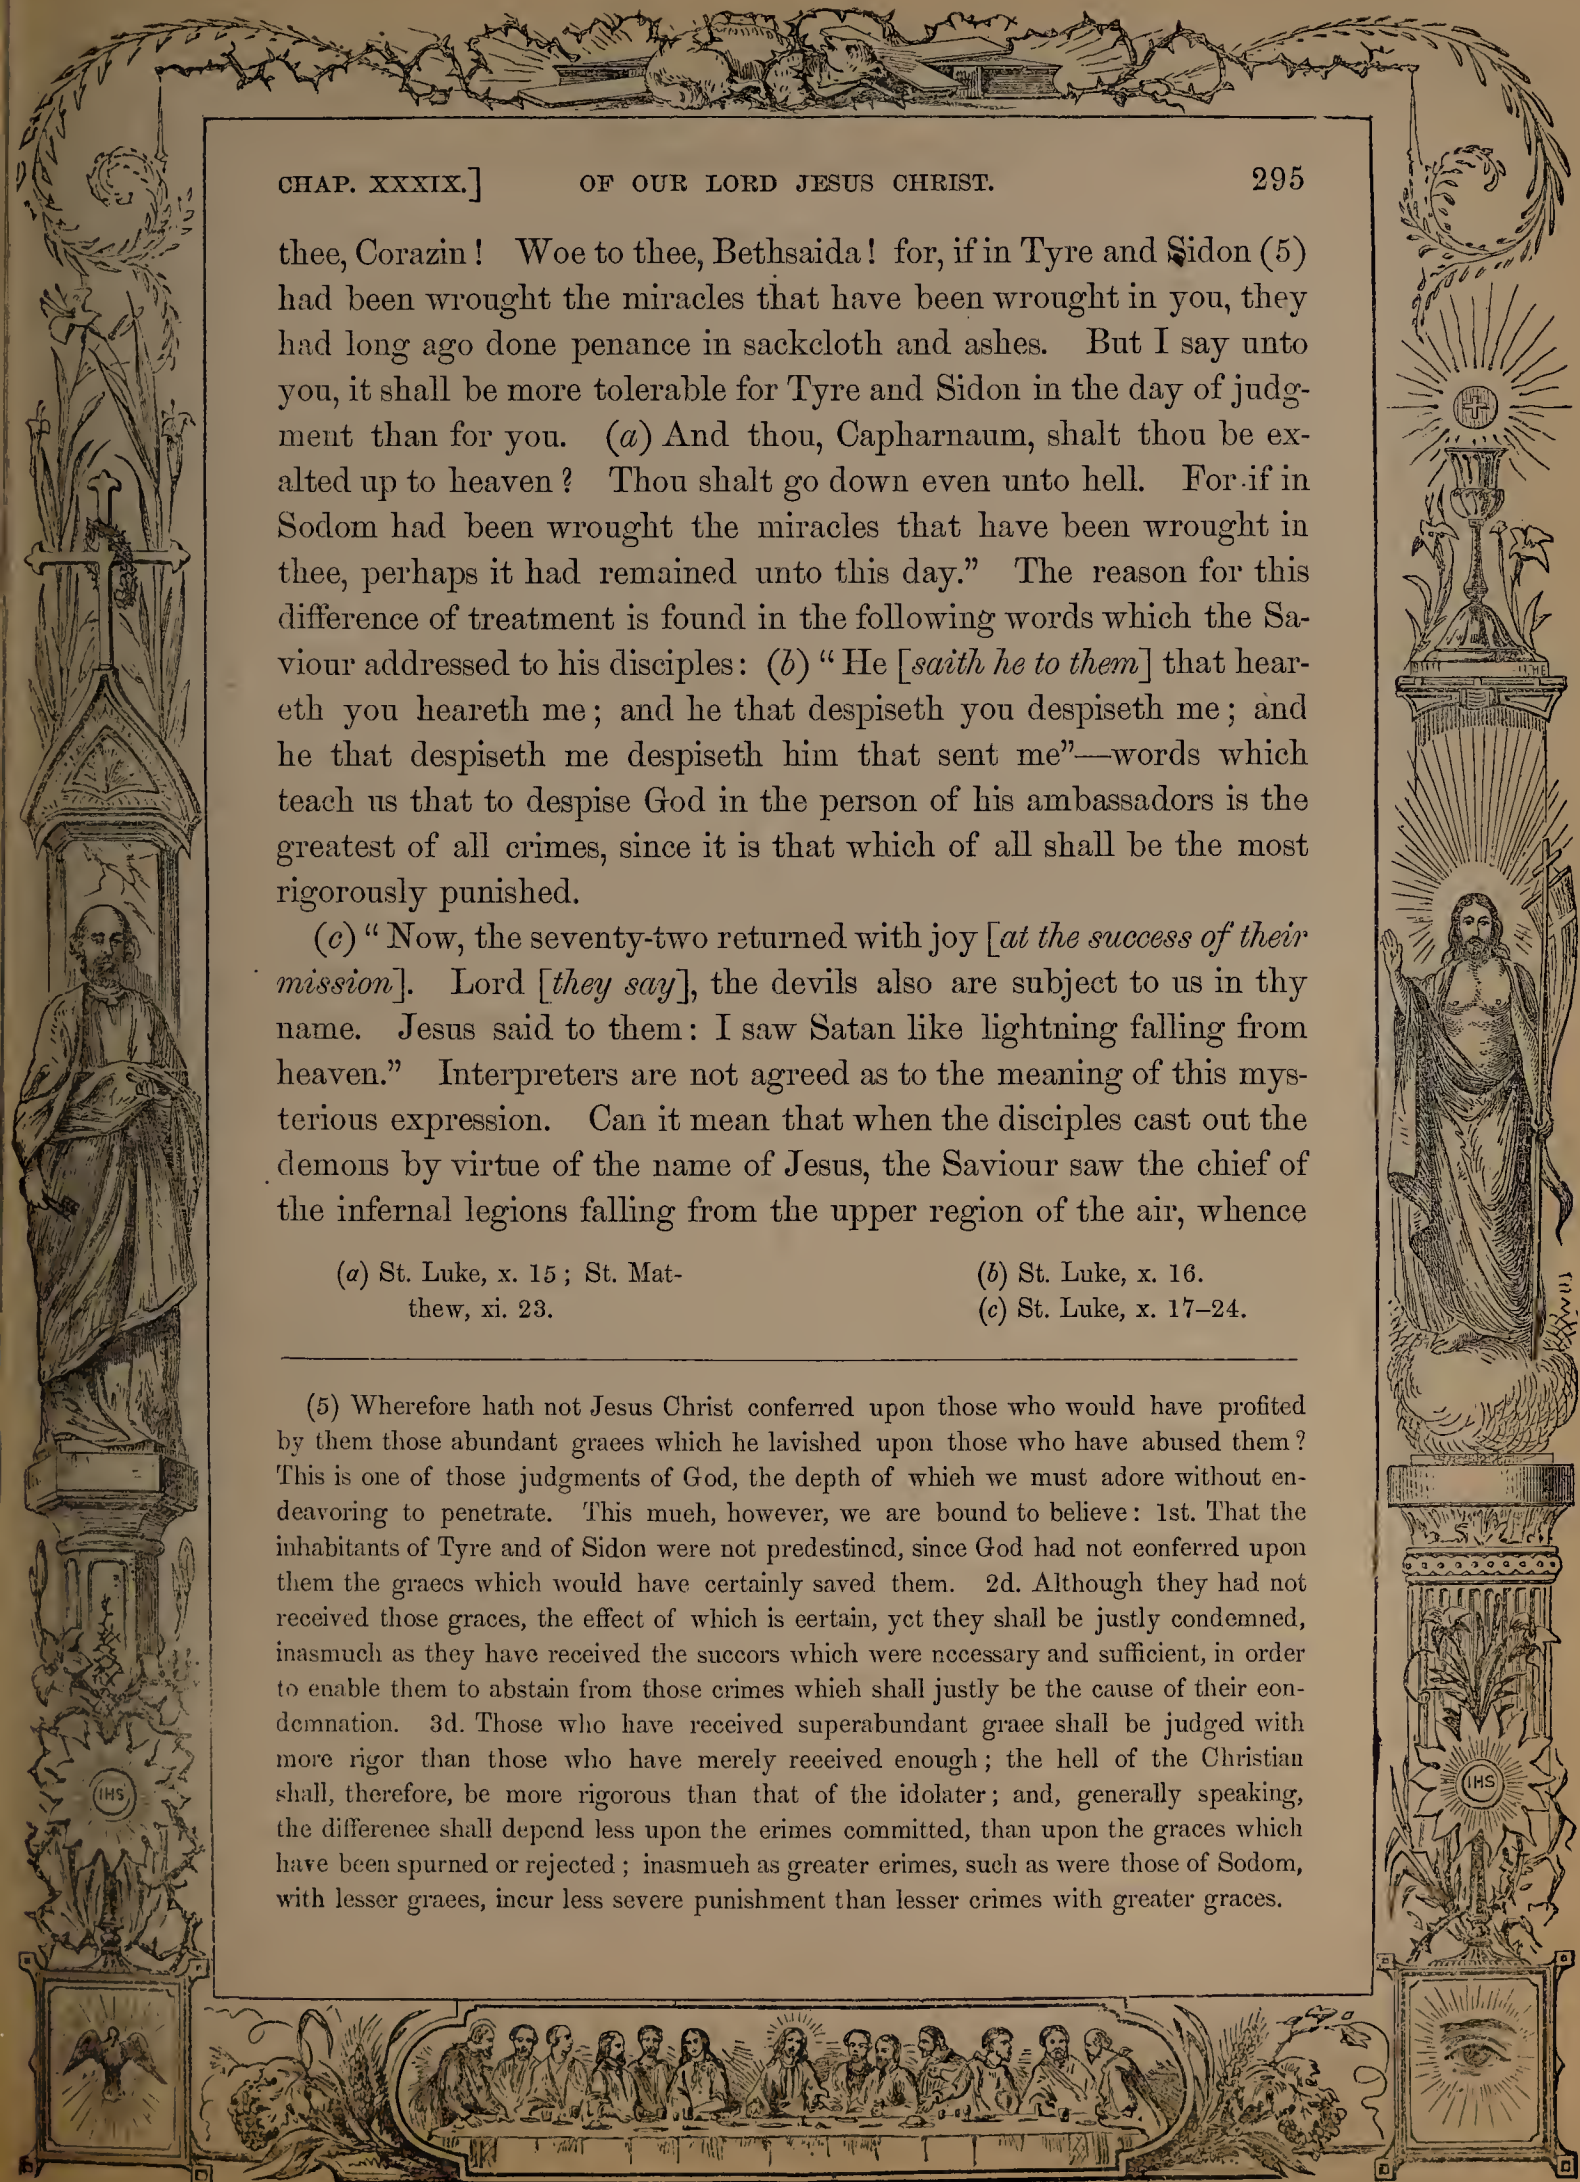 CHAP. XXXIX.] OF OUR LORD JESUS CHRIST. 295
thee, Corazin! Woe to thee, Bethsaida! for, if in Tyre and Sidon (5)
had been wrought the miracles that have been wrought in you, they
had long ago done penance in sackcloth and ashes. But I say unto
you, it shall be more tolerable for Tyre and Sidon in the day of judg-
ment than for you. (a) And thou, Capharnaum, shalt thou be ex-
alted up to heaven? Thou shalt go down even unto hell. For if in
Sodom had been wrought the miracles that have been wrought in
thee, perhaps it had remained unto this day.” The reason for this
difference of treatment is found in the following words which the Sa-
viour addressed to his disciples: (b) “He [saith he to them] that hear-
eth you heareth me; and he that despiseth you despiseth me; and
he that despiseth me despiseth him that sent me”—words which
teach us that to despise God in the person of his ambassadors is the
greatest of all crimes, since it is that which of all shall be the most
rigorously punished.
(c) “Now, the seventy-two returned with joy [at the success of their
mission]. Lord [they say], the devils also are subject to us in thy
name. Jesus said to them: I saw Satan like lightning falling from
heaven.” Interpreters are not agreed as to the meaning of this mys-
terious expression. Can it mean that when the disciples cast out the
demons by virtue of the name of Jesus, the Saviour saw the chief of
the infernal legions falling from the upper region of the air, whence
(a) St. Luke, x. 15; St. Mat-
thew, xi. 23.
(b) St. Luke, x. 16.
(c) St. Luke, x. 17–24.
(5) Wherefore hath not Jesus Christ conferred upon those who would have profited
by them those abundant graces which he lavished upon those who have abused them?
This is one of those judgments of God, the depth of which we must adore without en-
deavoring to penetrate. This much, however, we are bound to believe: 1st. That the
inhabitants of Tyre and of Sidon were not predestined, since God had not conferred upon
them the graces which would have certainly saved them. 2d. Although they had not
received those graces, the effect of which is certain, yet they shall be justly condemned,
inasmuch as they have received the succors which were necessary and sufficient, in order
to enable them to abstain from those crimes which shall justly be the cause of their con-
demnation. 3d. Those who have received superabundant grace shall be judged with
more rigor than those who have merely received enough; the hell of the Christian
shall, therefore, be more rigorous than that of the idolater; and, generally speaking,
the difference shall depend less upon the crimes committed, than upon the graces which
have been spurned or rejected; inasmuch as greater crimes, such as were those of Sodom,
with lesser graces, incur less severe punishment than lesser crimes with greater graces.
IHS
IHS